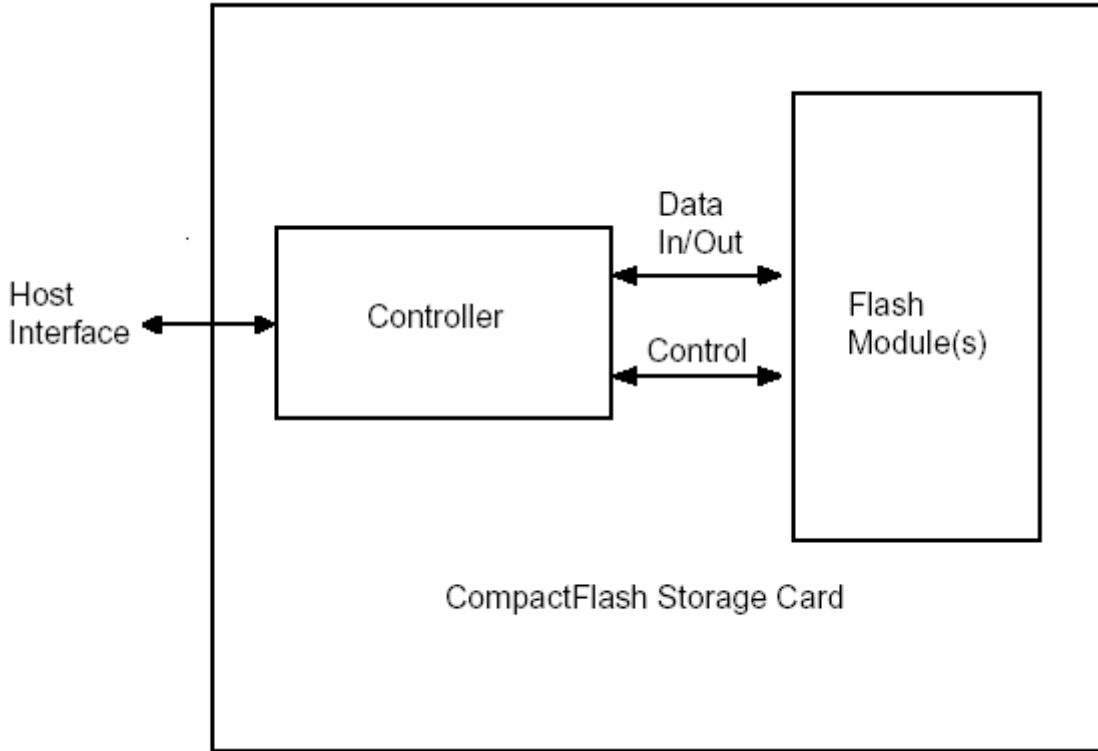 Data
In/Out
Host
Interface
Controller
Control
Flash
Module(s)
CompactFlash Storage Card